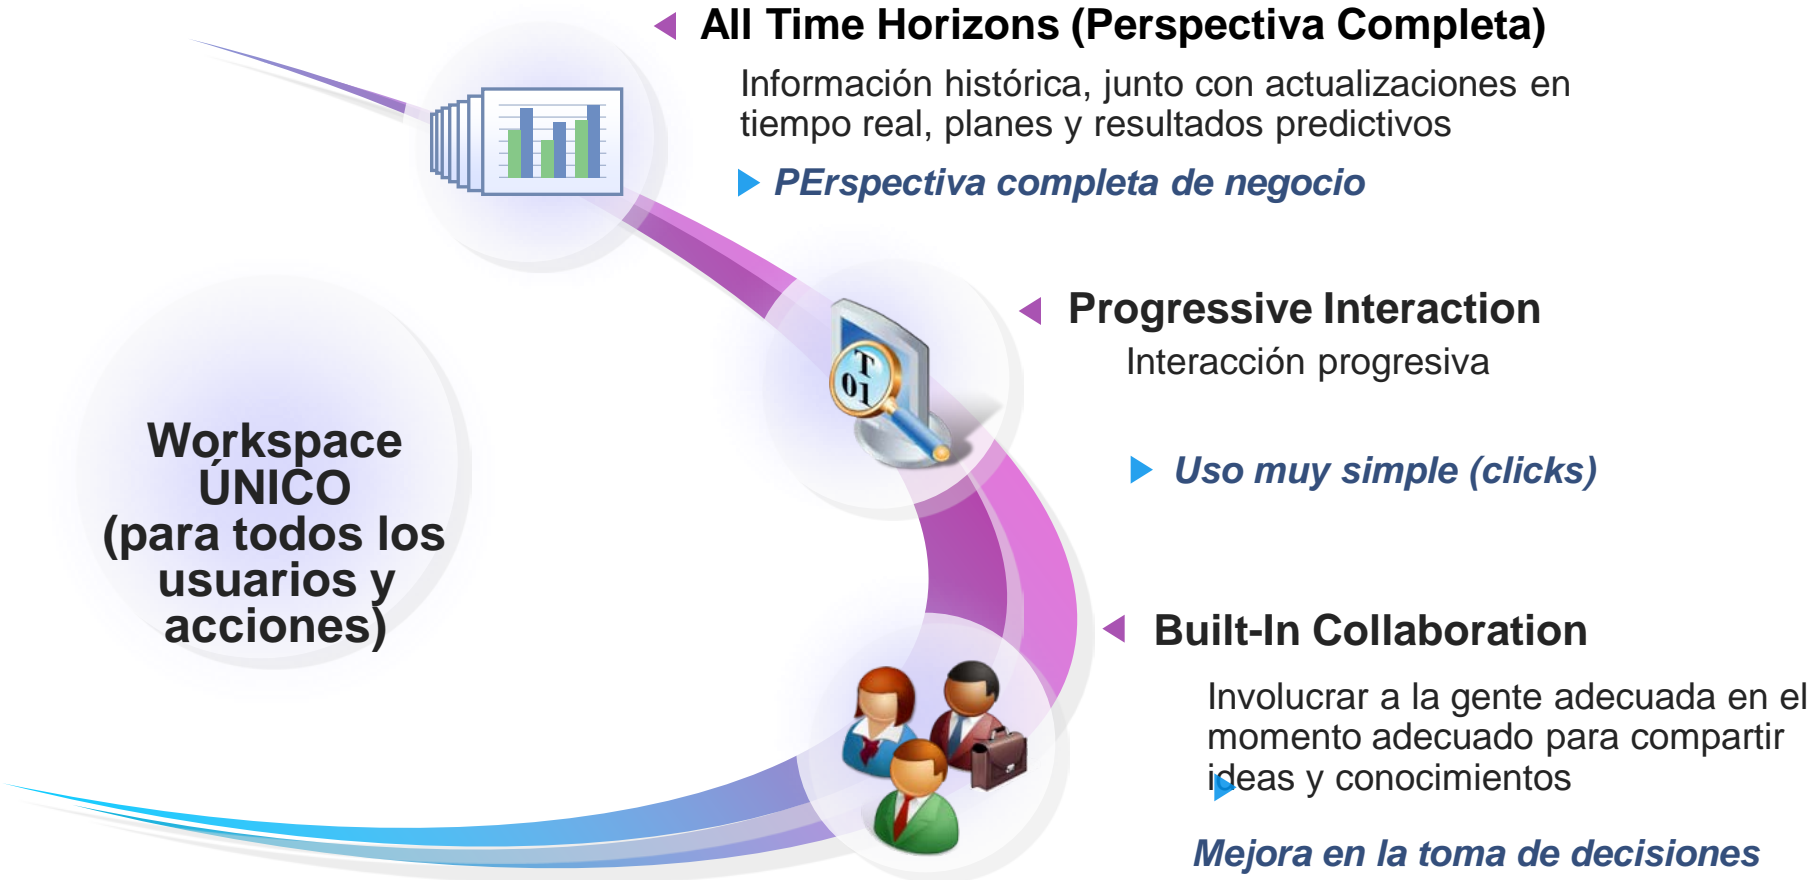 All Time Horizons (Perspectiva Completa)
Información histórica, junto con actualizaciones en
tiempo real, planes y resultados predictivos
PErspectiva completa de negocio
Progressive Interaction
Interacción progresiva
T
01
Workspace
ÚNICO
(para todos los
usuarios y
acciones)
Uso muy simple (clicks)
Built-In Collaboration
Involucrar a la gente adecuada en el
momento adecuado para compartir
ideas y conocimientos
Mejora en la toma de decisiones